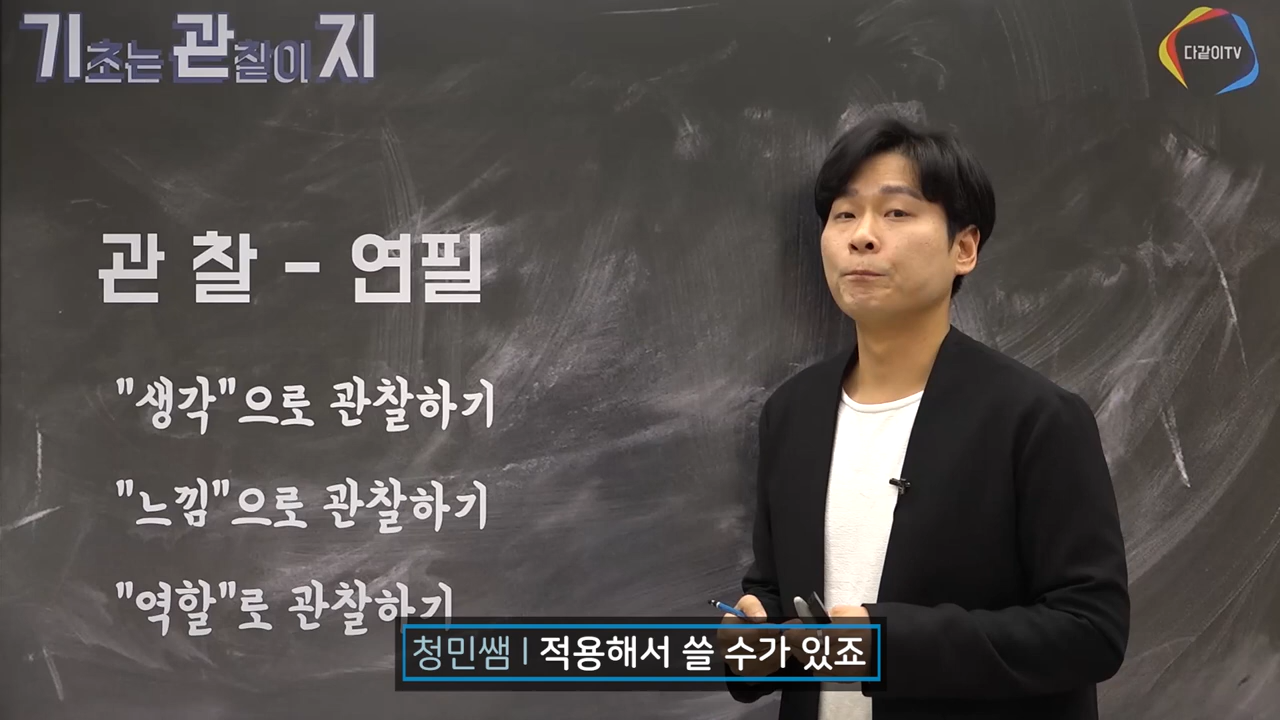 기초는 관찰이 지
다같이TV
관 찰 - 연필
"생각"으로 관찰하기
"느낌"으로 관찰하기
"역할"로 관찰하기
청민쌤 | 적용해서 쓸 수가 있죠